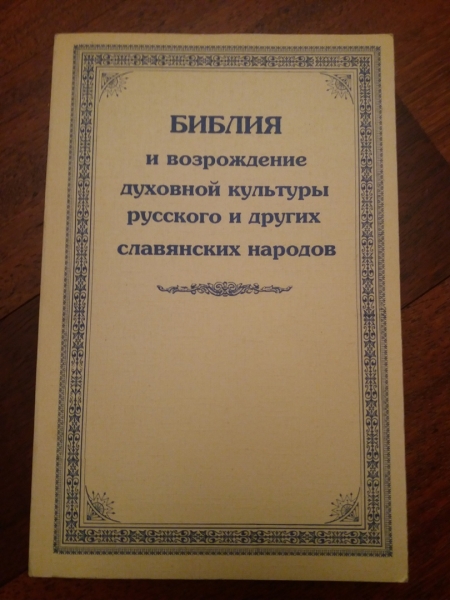 БИБЛИЯ
и возрождение
духовной культуры
русского и других
славянских народов